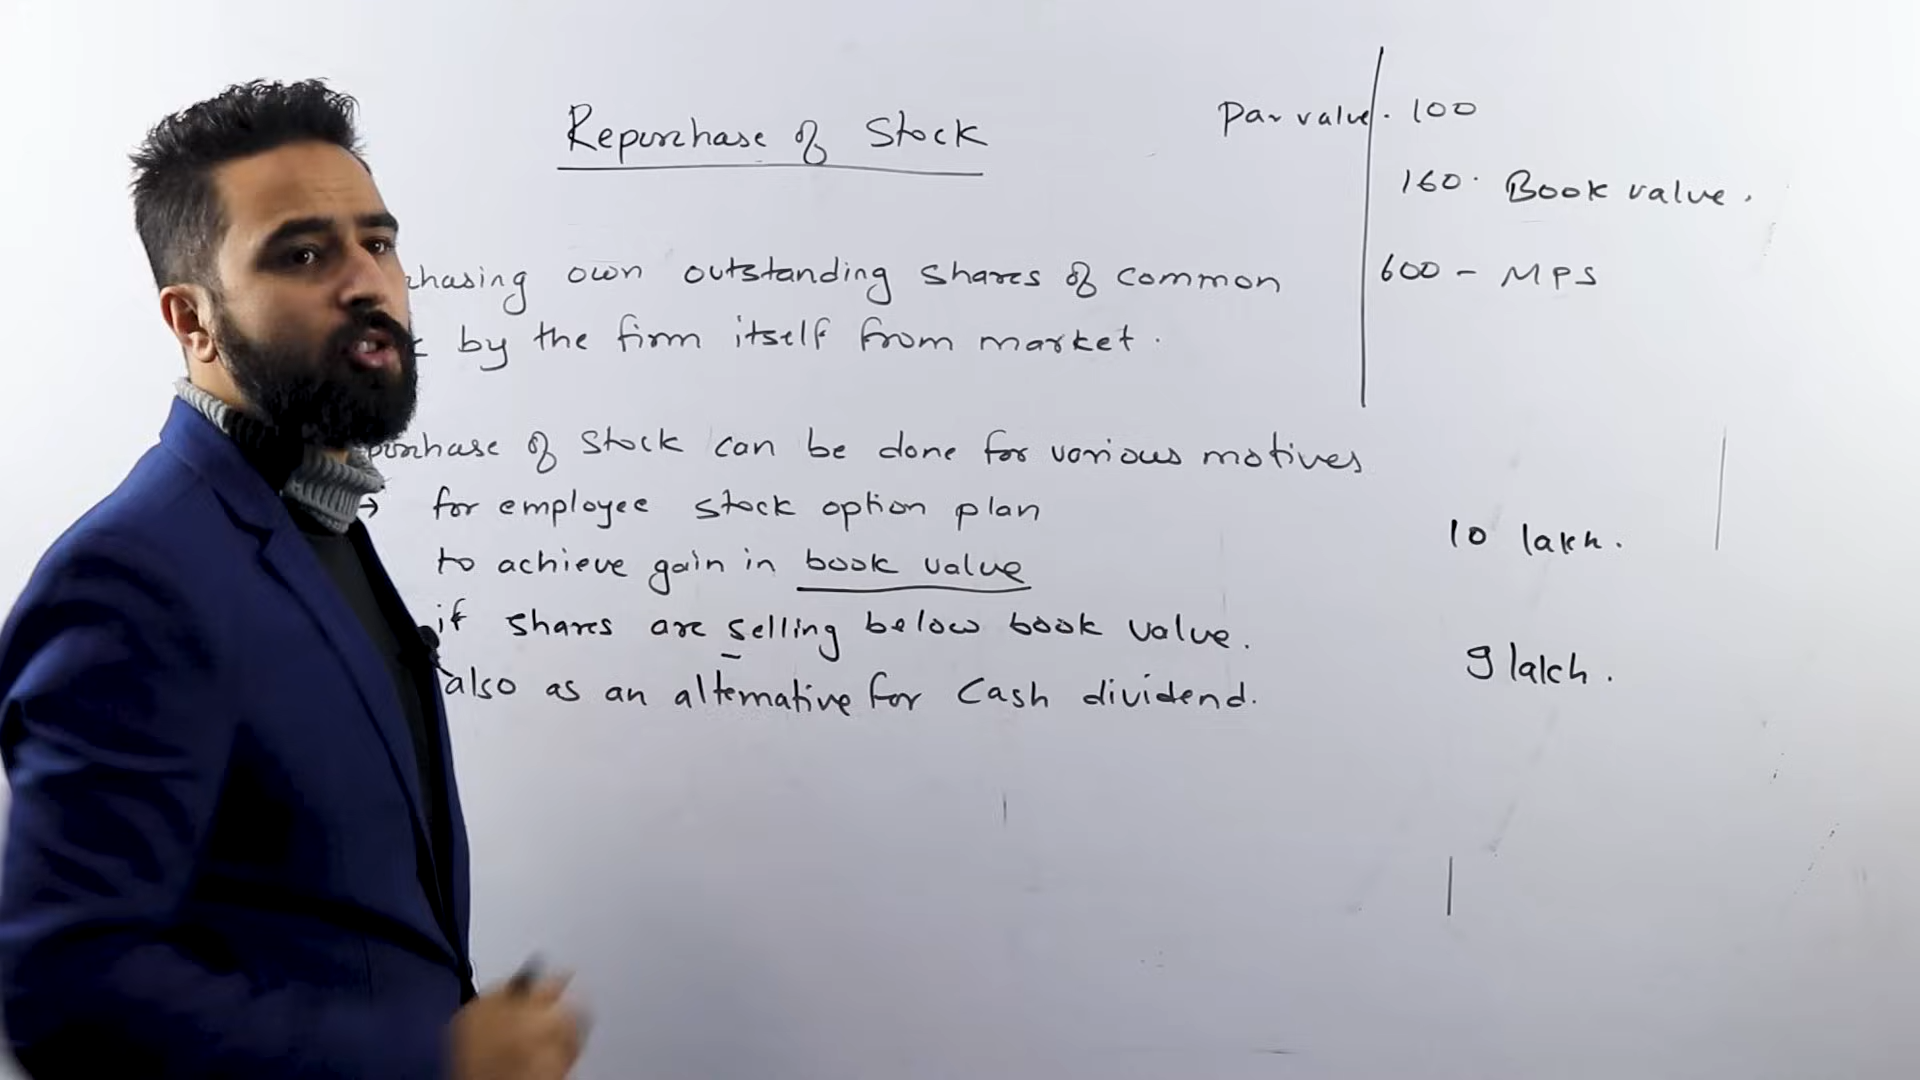 Repurchase of Stock
chasing own outstanding shares of common
by the firm itself from market.
purchase of stock can be done for various motives
→ for employee stock option plan
to achieve gain in book value
if shares are selling below book value.
also as an alternative for Cash dividend.
Par value. 100
160. Book value.
600 - MPS
10 lakh.
9 lakh.